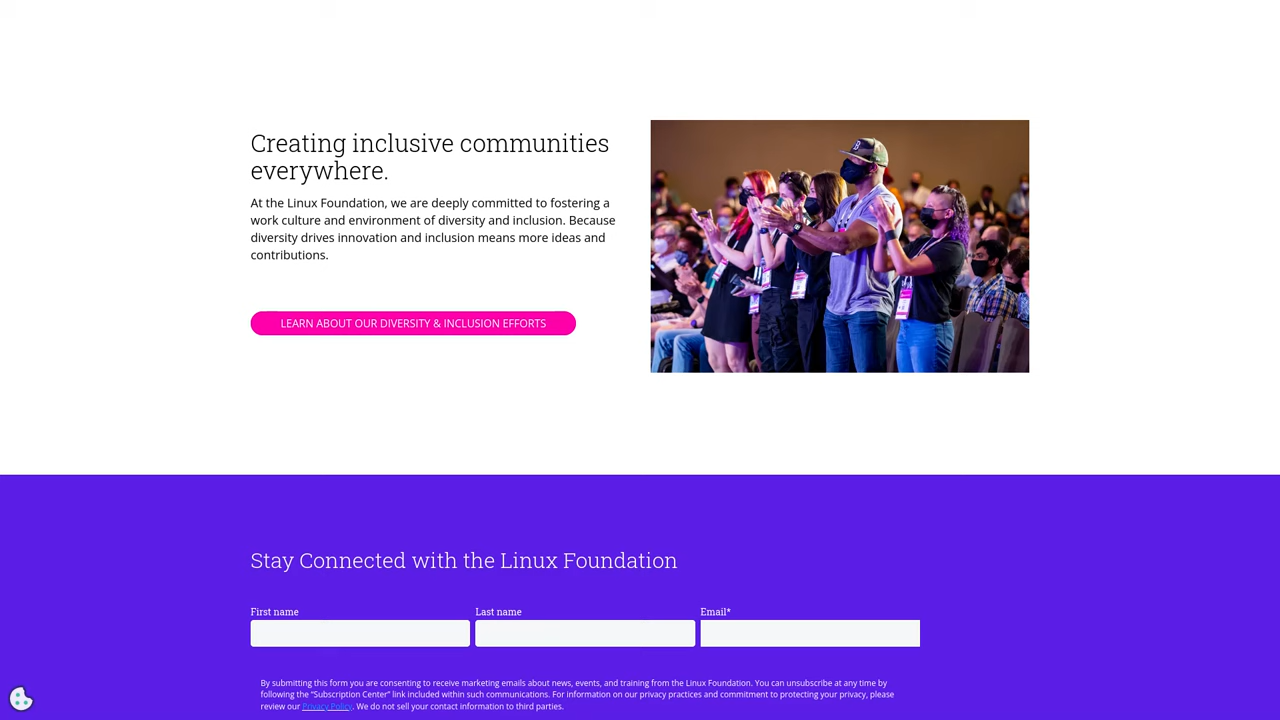 Creating inclusive communities
everywhere.
At the Linux Foundation, we are deeply committed to fostering a
work culture and environment of diversity and inclusion. Because
diversity drives innovation and inclusion means more ideas and
contributions.
LEARN ABOUT OUR DIVERSITY & INCLUSION EFFORTS
Stay Connected with the Linux Foundation
First name
Last name
Email*
By submitting this form you are consenting to receive marketing emails about news, events, and training from the Linux Foundation. You can unsubscribe at any time by
following the “Subscription Center” link included within such communications. For information on our privacy practices and commitment to protecting your privacy, please
review our Privacy Policy. We do not sell your contact information to third parties.